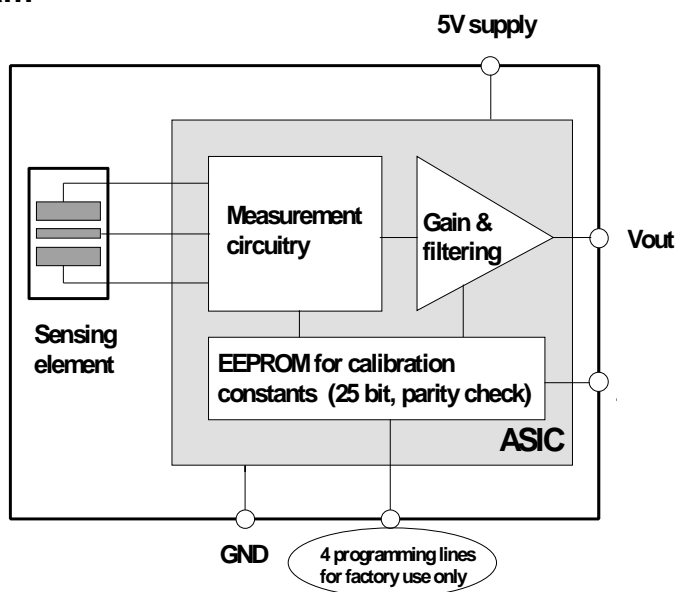 5V supply
Measurement
circuitry
Gain &
filtering
Vout
Sensing
element
EEPROM for calibration
constants (25 bit, parity check)
ASIC
GND
4 programming lines
for factory use only